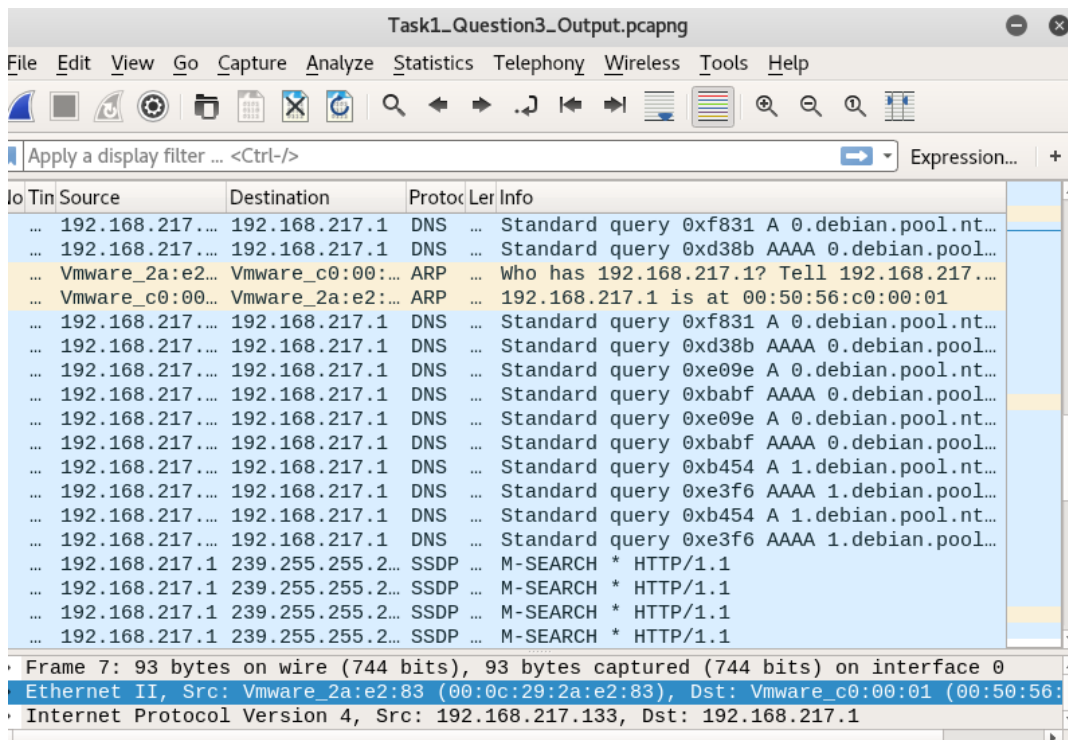 Task1_Question3_Output.pcapng
File Edit View Go Capture Analyze Statistics Telephony Wireless Tools Help
Apply a display filter ... <Ctrl-/> Expression... +
No Tim Source Destination Protoc Ler Info
… 192.168.217.… 192.168.217.1 DNS … Standard query 0xf831 A 0.debian.pool.nt…
… 192.168.217.… 192.168.217.1 DNS … Standard query 0xd38b AAAA 0.debian.pool…
… Vmware_2a:e2… Vmware_c0:00:… ARP … Who has 192.168.217.1? Tell 192.168.217.…
… Vmware_c0:00… Vmware_2a:e2:… ARP … 192.168.217.1 is at 00:50:56:c0:00:01
… 192.168.217.… 192.168.217.1 DNS … Standard query 0xf831 A 0.debian.pool.nt…
… 192.168.217.… 192.168.217.1 DNS … Standard query 0xd38b AAAA 0.debian.pool…
… 192.168.217.… 192.168.217.1 DNS … Standard query 0xe09e A 0.debian.pool.nt…
… 192.168.217.… 192.168.217.1 DNS … Standard query 0xbabf AAAA 0.debian.pool…
… 192.168.217.… 192.168.217.1 DNS … Standard query 0xe09e A 0.debian.pool.nt…
… 192.168.217.… 192.168.217.1 DNS … Standard query 0xbabf AAAA 0.debian.pool…
… 192.168.217.… 192.168.217.1 DNS … Standard query 0xb454 A 1.debian.pool.nt…
… 192.168.217.… 192.168.217.1 DNS … Standard query 0xe3f6 AAAA 1.debian.pool…
… 192.168.217.… 192.168.217.1 DNS … Standard query 0xb454 A 1.debian.pool.nt…
… 192.168.217.… 192.168.217.1 DNS … Standard query 0xe3f6 AAAA 1.debian.pool…
… 192.168.217.1 239.255.255.2… SSDP … M-SEARCH * HTTP/1.1
… 192.168.217.1 239.255.255.2… SSDP … M-SEARCH * HTTP/1.1
… 192.168.217.1 239.255.255.2… SSDP … M-SEARCH * HTTP/1.1
… 192.168.217.1 239.255.255.2… SSDP … M-SEARCH * HTTP/1.1
Frame 7: 93 bytes on wire (744 bits), 93 bytes captured (744 bits) on interface 0
Ethernet II, Src: Vmware_2a:e2:83 (00:0c:29:2a:e2:83), Dst: Vmware_c0:00:01 (00:50:56:
Internet Protocol Version 4, Src: 192.168.217.133, Dst: 192.168.217.1